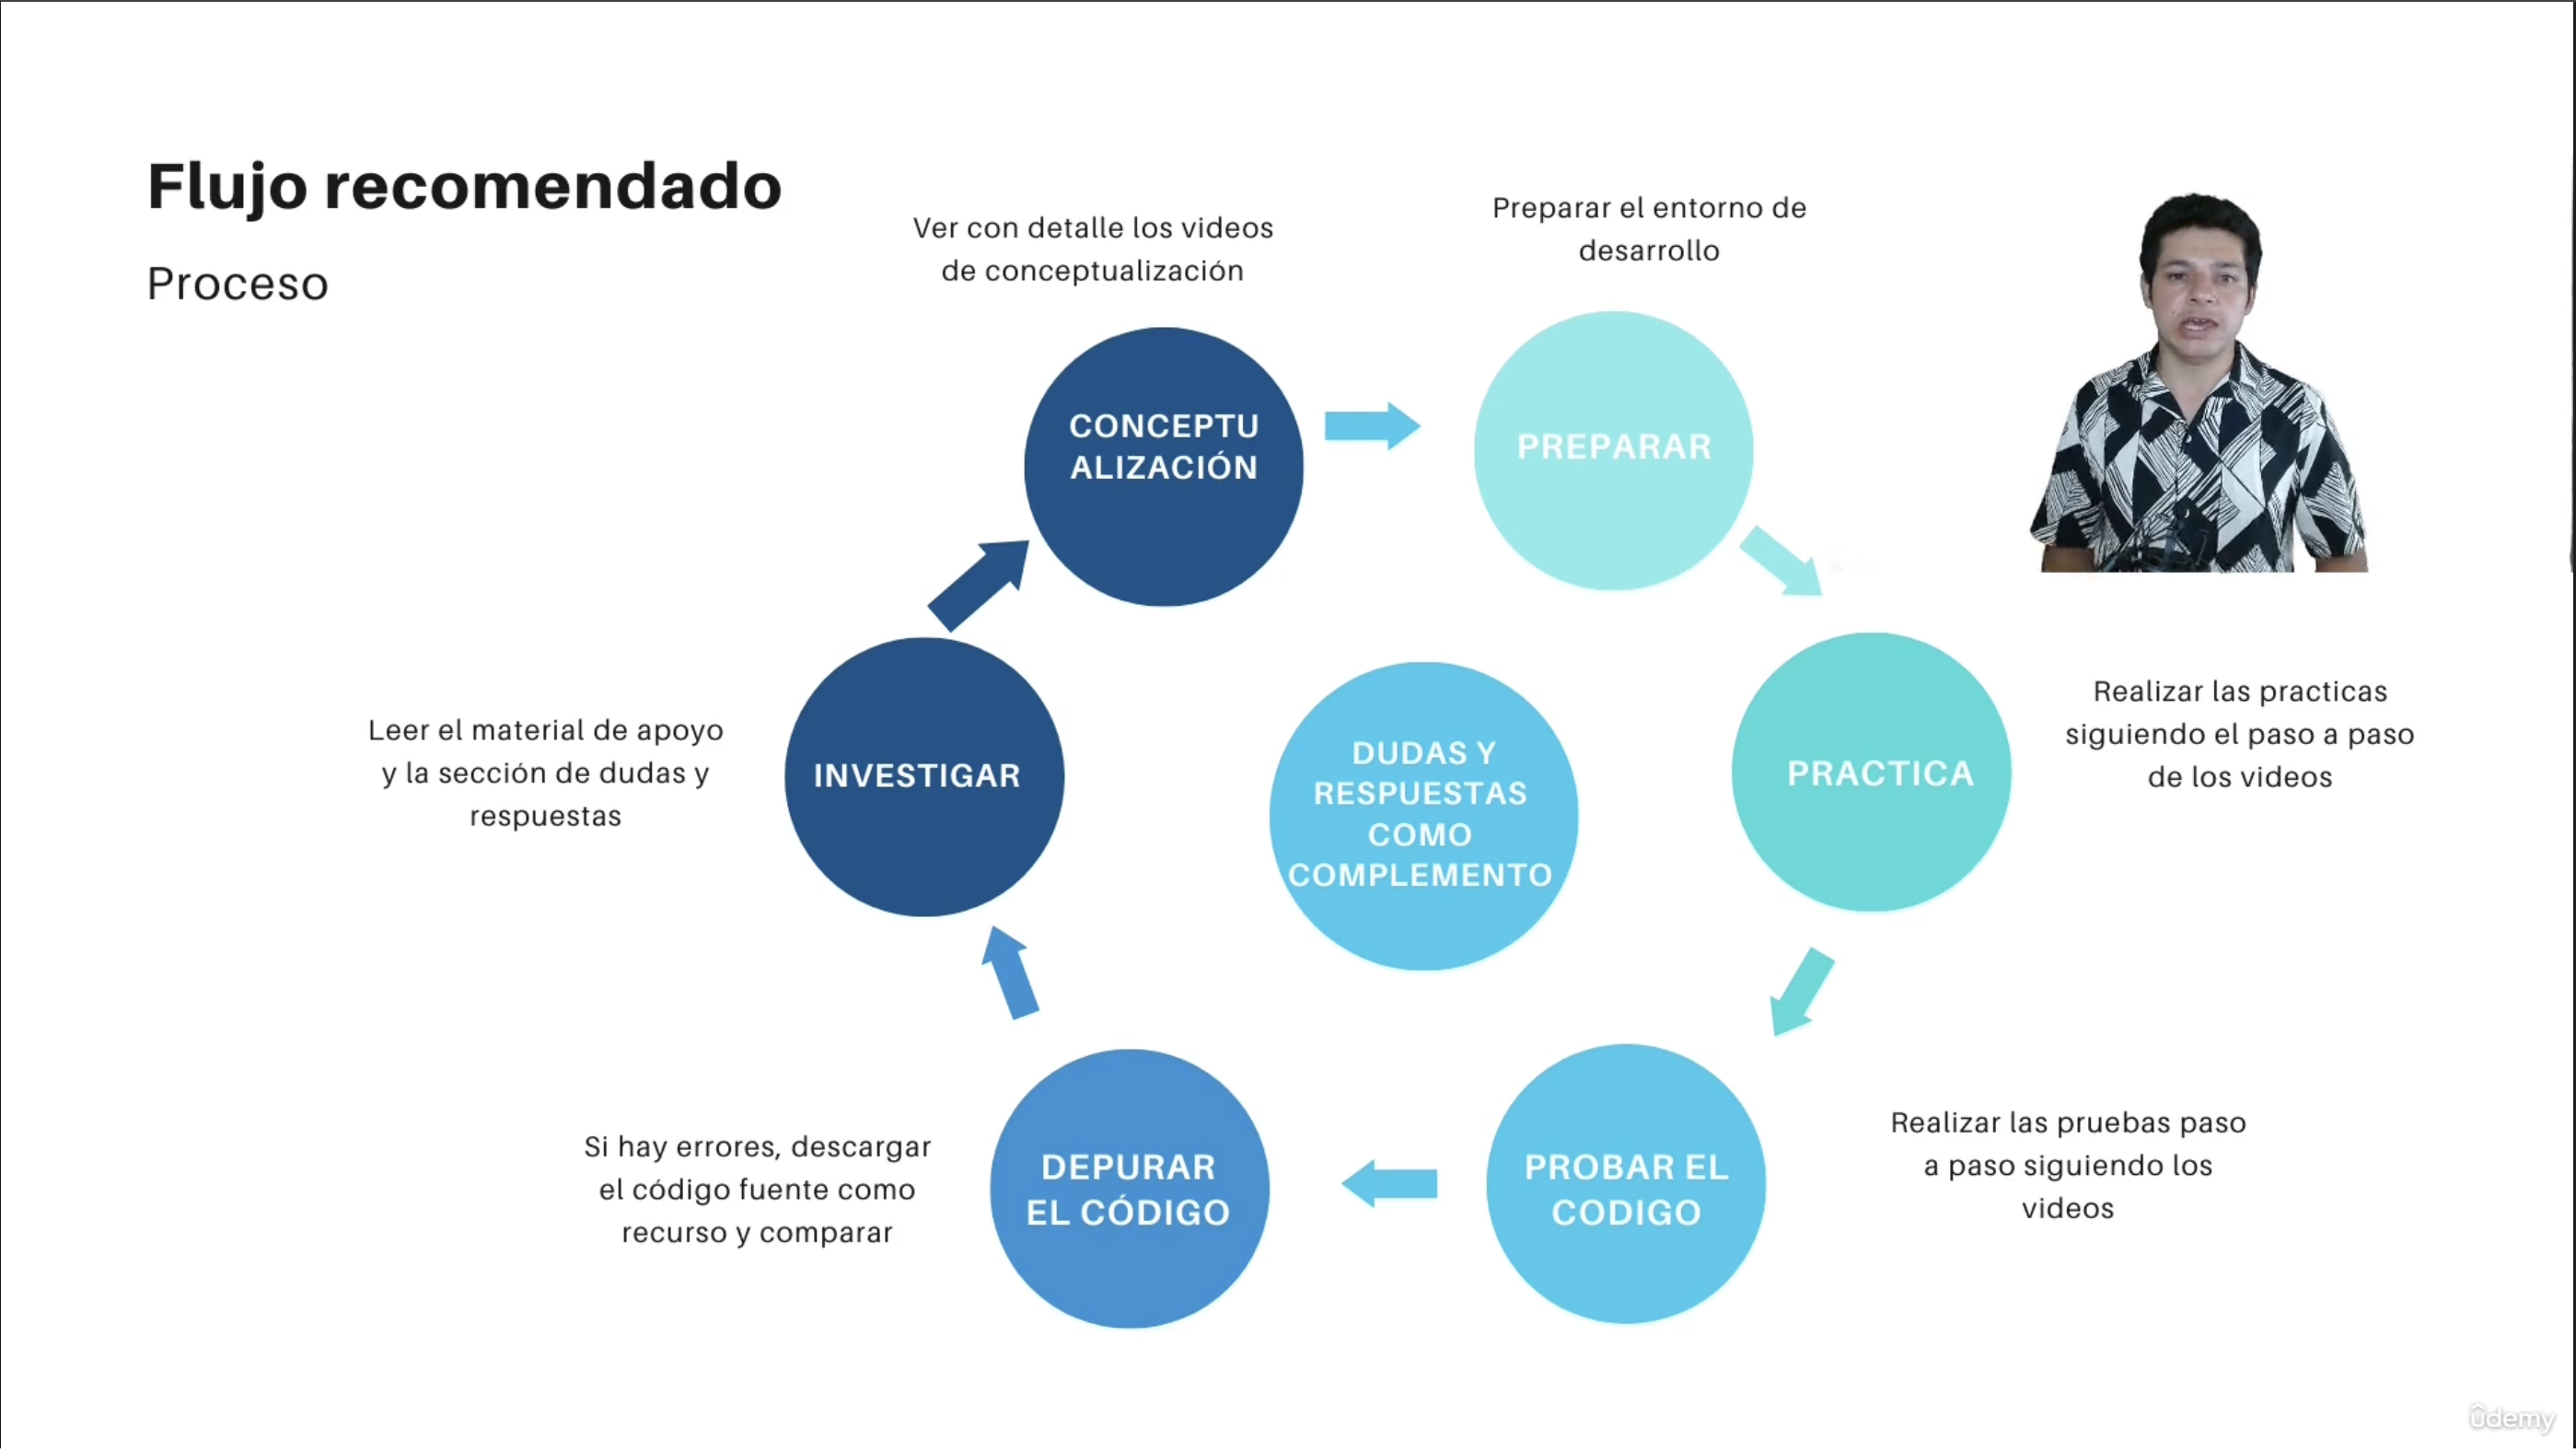 Flujo recomendado
Proceso
Ver con detalle los videos
de conceptualización
Preparar el entorno de
desarrollo
CONCEPTU
ALIZACIÓN
PREPARAR
Leer el material de apoyo
y la sección de dudas y
respuestas
INVESTIGAR
DUDAS Y
RESPUESTAS
COMO
COMPLEMENTO
PRACTICA
Realizar las practicas
siguiendo el paso a paso
de los videos
Si hay errores, descargar
el código fuente como
recurso y comparar
DEPURAR
EL CÓDIGO
PROBAR EL
CODIGO
Realizar las pruebas paso
a paso siguiendo los
videos
udemy